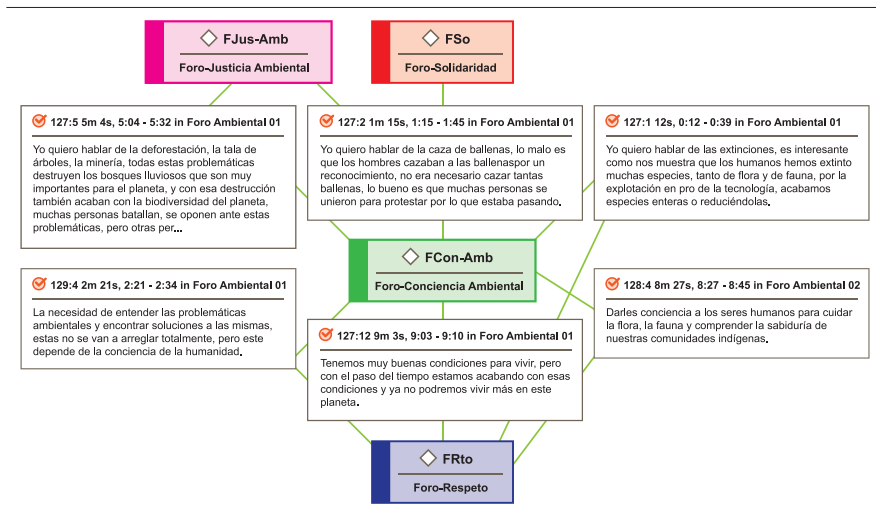 FJus-Amb
Foro-Justicia Ambiental
FSo
Foro-Solidaridad
127:5 5m 4s, 5:04 - 5:32 in Foro Ambiental 01
Yo quiero hablar de la deforestación, la tala de
árboles, la minería, todas estas problemáticas
destruyen los bosques lluviosos que son muy
importantes para el planeta, y con esa destrucción
también acaban con la biodiversidad del planeta,
muchas personas batallan, se oponen ante estas
problemáticas, pero otras per...
127:2 1m 15s, 1:15 - 1:45 in Foro Ambiental 01
Yo quiero hablar de la caza de ballenas, lo malo es
que los hombres cazaban a las ballenaspor un
reconocimiento, no era necesario cazar tantas
ballenas, lo bueno es que muchas personas se
unieron para protestar por lo que estaba pasando.
127:1 12s, 0:12 - 0:39 in Foro Ambiental 01
Yo quiero hablar de las extinciones, es interesante
como nos muestra que los humanos hemos extinto
muchas especies, tanto de flora y de fauna, por la
explotación en pro de la tecnología, acabamos
especies enteras o reduciéndolas.
FCon-Amb
Foro-Conciencia Ambiental
129:4 2m 21s, 2:21 - 2:34 in Foro Ambiental 01
La necesidad de entender las problemáticas
ambientales y encontrar soluciones a las mismas,
estas no se van a arreglar totalmente, pero este
depende de la conciencia de la humanidad.
127:12 9m 3s, 9:03 - 9:10 in Foro Ambiental 01
Tenemos muy buenas condiciones para vivir, pero
con el paso del tiempo estamos acabando con esas
condiciones y ya no podremos vivir más en este
planeta.
128:4 8m 27s, 8:27 - 8:45 in Foro Ambiental 02
Darles conciencia a los seres humanos para cuidar
la flora, la fauna y comprender la sabiduría de
nuestras comunidades indígenas.
FRto
Foro-Respeto